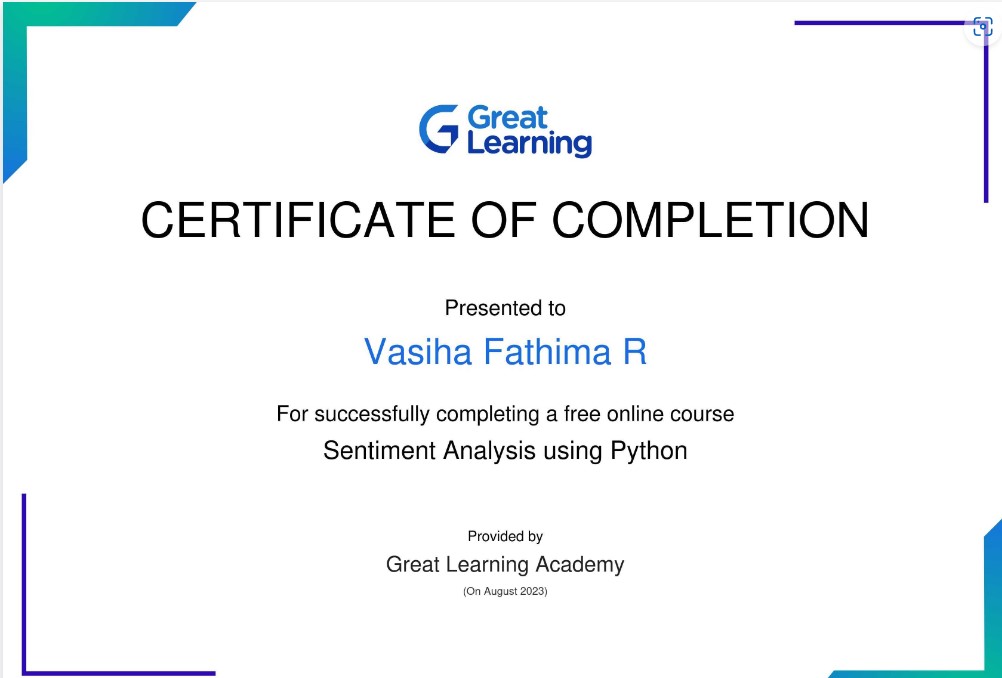 Great
Learning
CERTIFICATE OF COMPLETION
Presented to
Vasiha Fathima R
For successfully completing a free online course
Sentiment Analysis using Python
Provided by
Great Learning Academy
(On August 2023)